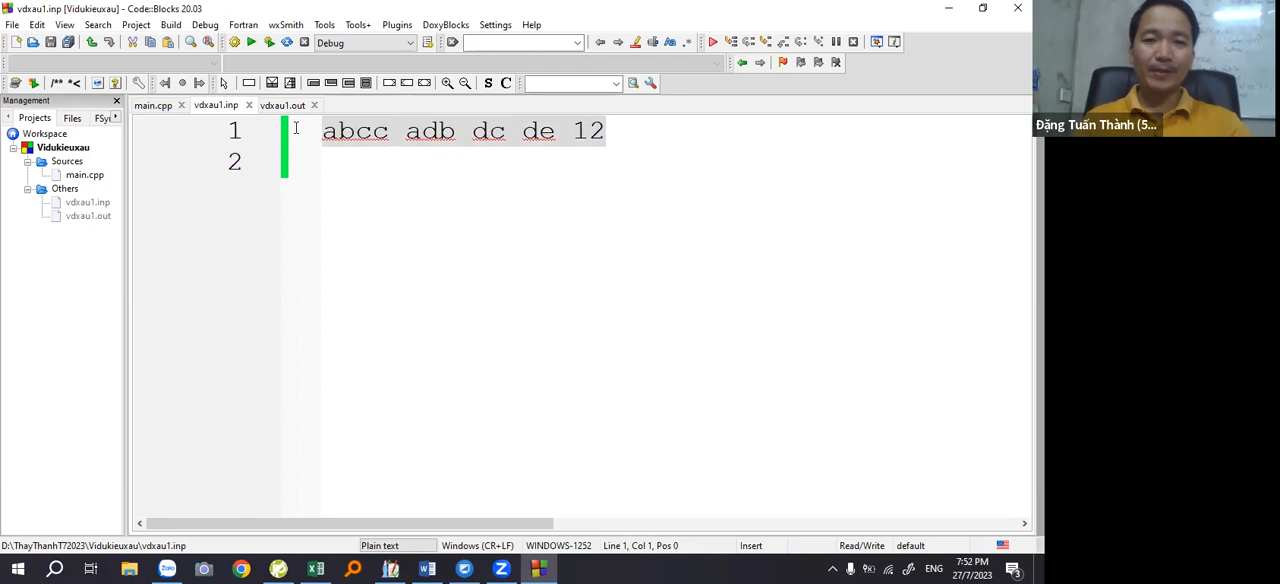 vdxau1.inp [Vidukieuxau] - Code::Blocks 20.03
File Edit View Search Project Build Debug Fortran wxSmith Tools Tools+ Plugins DoxyBlocks Settings Help
Debug
/** *< S C
Management
main.cpp vdxau1.inp vdxau1.out
Projects Files FSy
Workspace
Vidukieuxau
Sources
main.cpp
Others
vdxau1.inp
vdxau1.out
1 abcc adb dc de 12
2
Đặng Tuấn Thành (5...
D:\ThayThanhT72023\Vidukieuxau\vdxau1.inp Plain text Windows (CR+LF) WINDOWS-1252 Line 1, Col 1, Pos 0 Insert Read/Write default
Zalo ENG 7:52 PM
27/7/2023 3